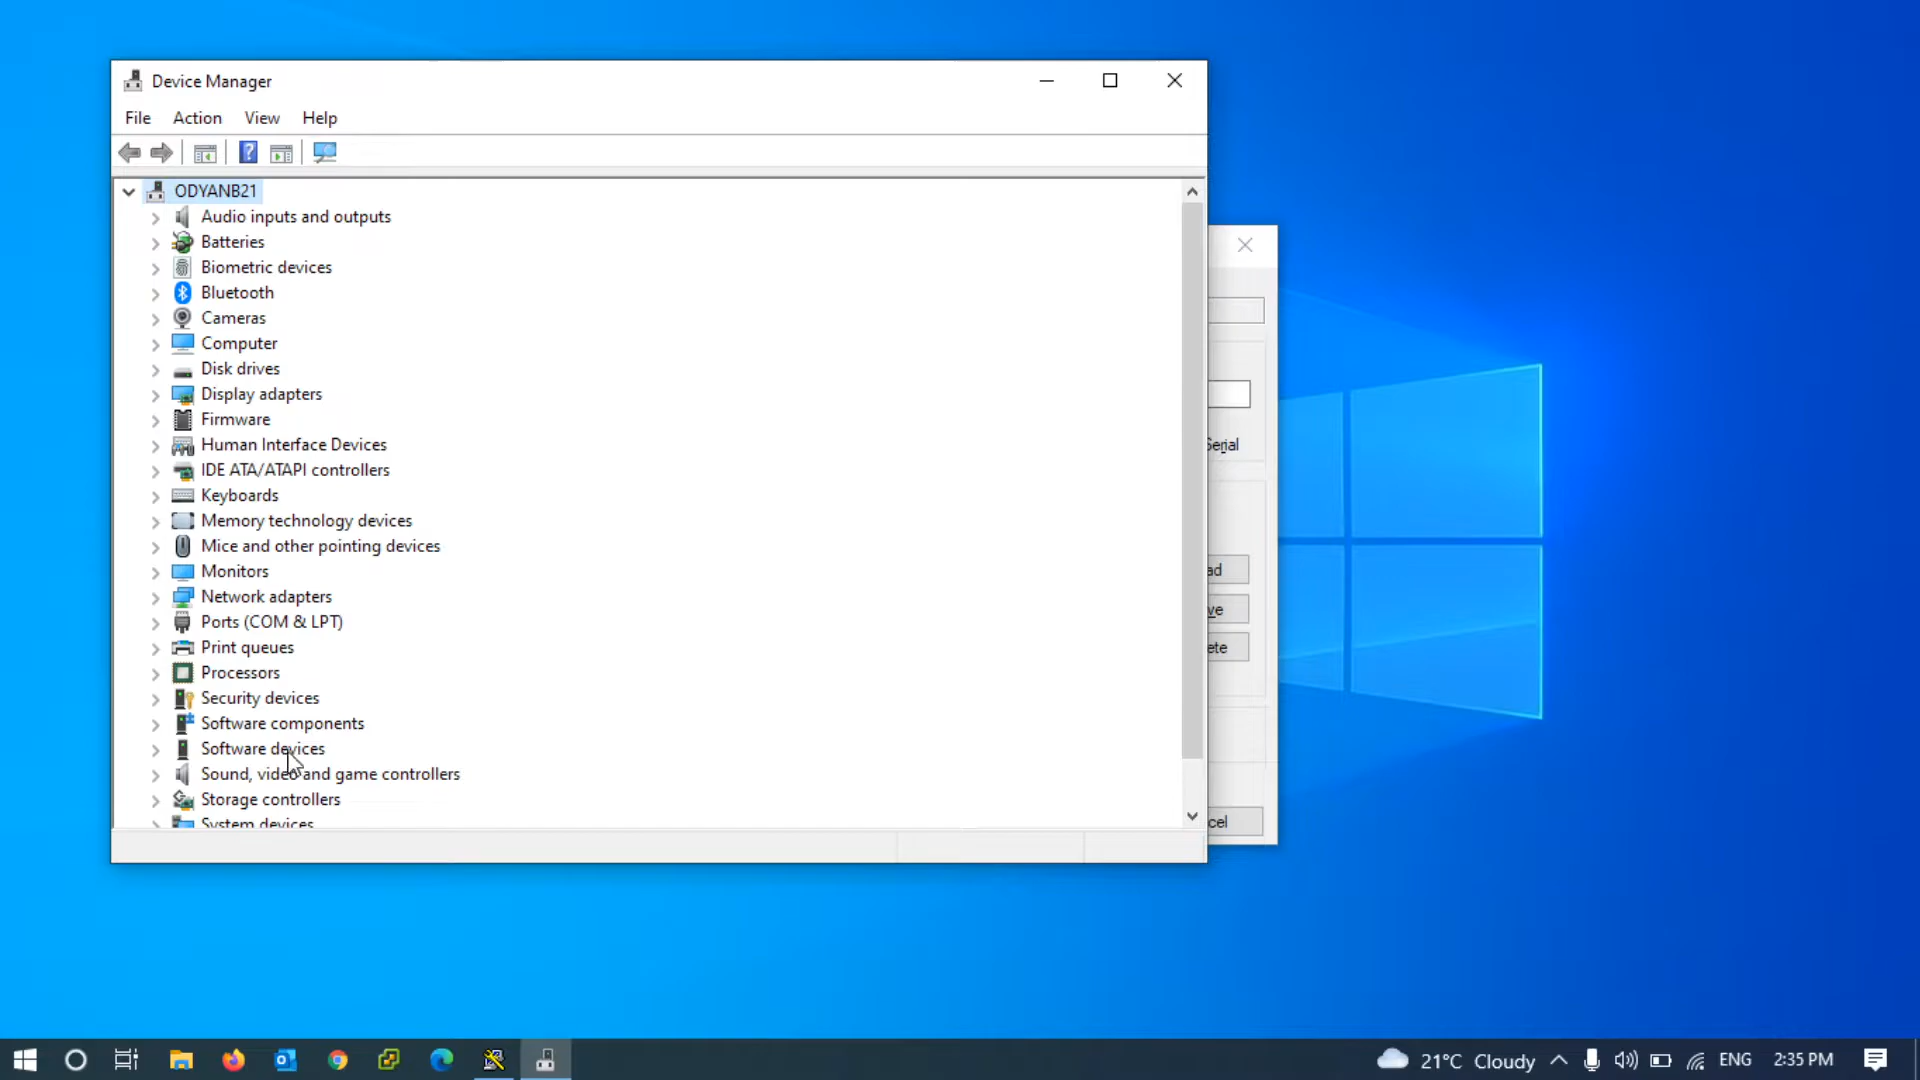 Device Manager
File Action View Help
ODYANB21
Audio inputs and outputs
Batteries
Biometric devices
Bluetooth
Cameras
Computer
Disk drives
Display adapters
Firmware
Human Interface Devices
Serial
IDE ATA/ATAPI controllers
Keyboards
Memory technology devices
Mice and other pointing devices
Monitors
ad
Network adapters
ve
Ports (COM & LPT)
Print queues
ete
Processors
Security devices
Software components
Software devices
Sound, video and game controllers
Storage controllers
System devices
cel
21°C Cloudy
ENG
2:35 PM